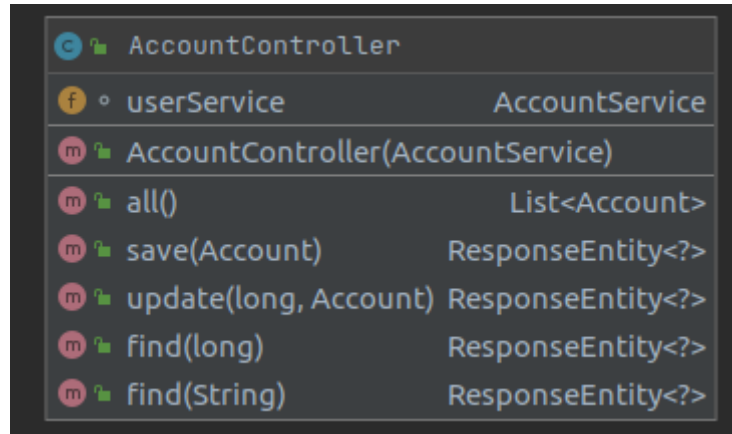 C AccountController
f userService AccountService
m AccountController(AccountService)
m all() List<Account>
m save(Account) ResponseEntity<?>
m update(long, Account) ResponseEntity<?>
m find(long) ResponseEntity<?>
m find(String) ResponseEntity<?>